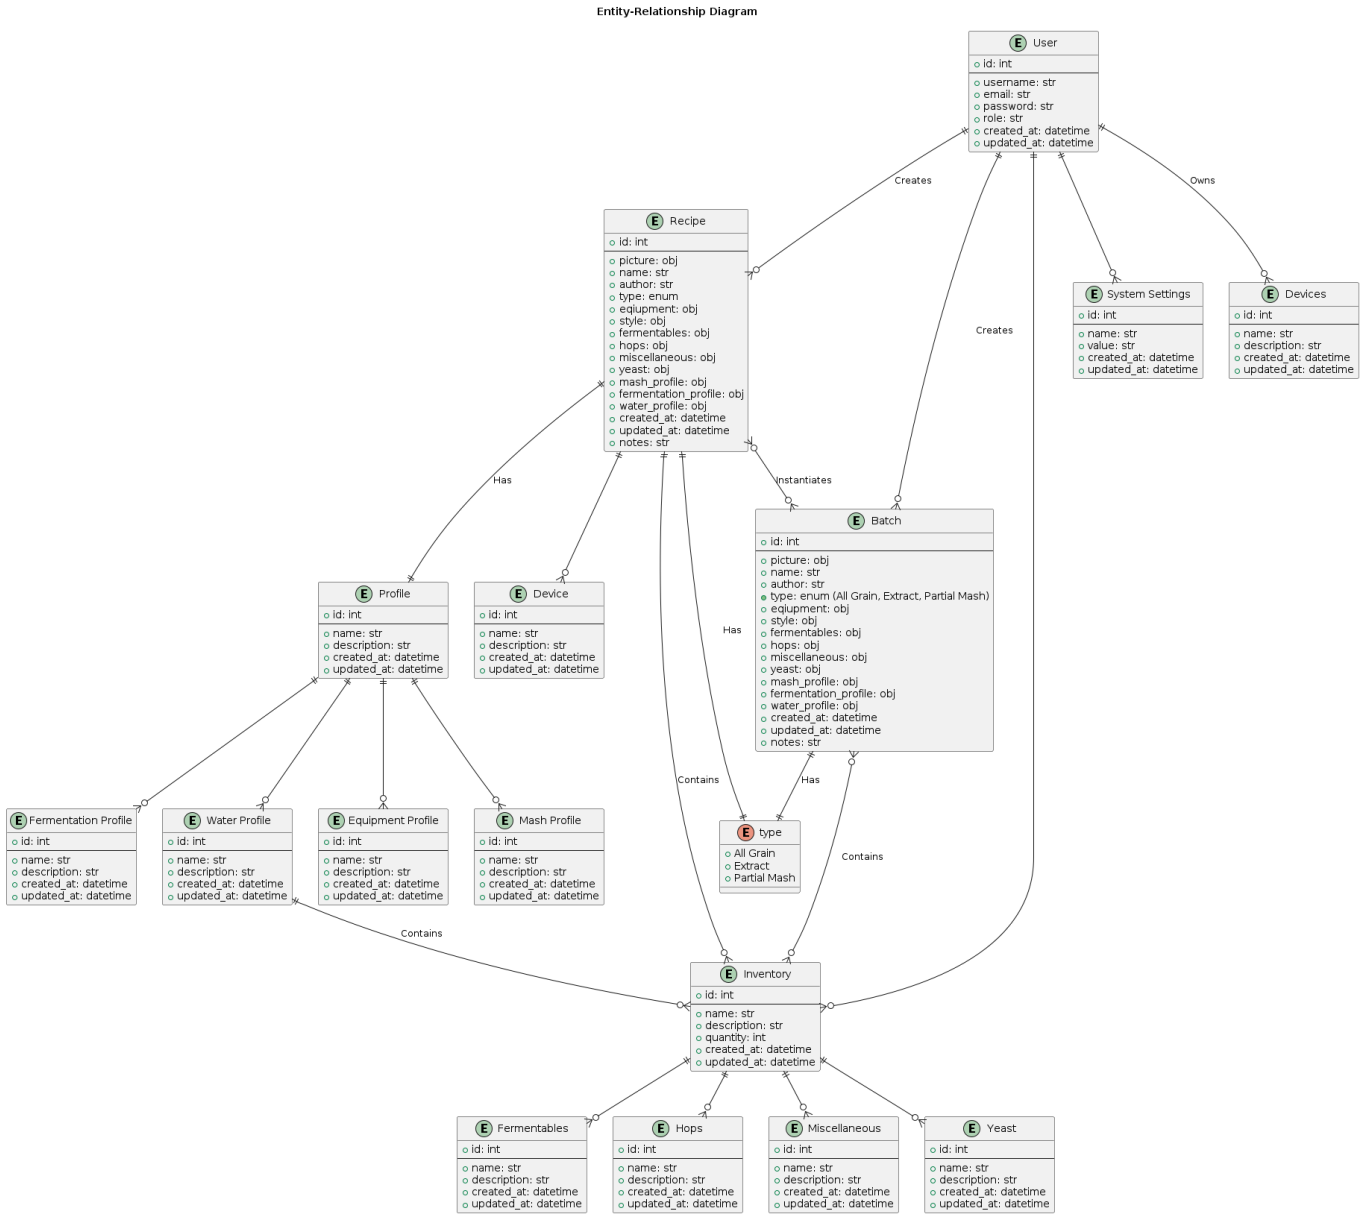 Entity-Relationship Diagram
E User
id: int
username: str
email: str
password: str
role: str
created_at: datetime
updated_at: datetime
Creates
Owns
E Recipe
id: int
picture: obj
name: str
author: str
type: enum
eqiupment: obj
style: obj
fermentables: obj
hops: obj
miscellaneous: obj
yeast: obj
mash_profile: obj
fermentation_profile: obj
water_profile: obj
created_at: datetime
updated_at: datetime
notes: str
E System Settings
id: int
name: str
value: str
created_at: datetime
updated_at: datetime
E Devices
id: int
name: str
description: str
created_at: datetime
updated_at: datetime
Creates
Has
Instantiates
E Batch
id: int
picture: obj
name: str
author: str
type: enum (All Grain, Extract, Partial Mash)
eqiupment: obj
style: obj
fermentables: obj
hops: obj
miscellaneous: obj
yeast: obj
mash_profile: obj
fermentation_profile: obj
water_profile: obj
created_at: datetime
updated_at: datetime
notes: str
E Profile
id: int
name: str
description: str
created_at: datetime
updated_at: datetime
E Device
id: int
name: str
description: str
created_at: datetime
updated_at: datetime
Has
Contains
Has
E Fermentation Profile
id: int
name: str
description: str
created_at: datetime
updated_at: datetime
E Water Profile
id: int
name: str
description: str
created_at: datetime
updated_at: datetime
E Equipment Profile
id: int
name: str
description: str
created_at: datetime
updated_at: datetime
E Mash Profile
id: int
name: str
description: str
created_at: datetime
updated_at: datetime
E type
All Grain
Extract
Partial Mash
Contains
Contains
E Inventory
id: int
name: str
description: str
quantity: int
created_at: datetime
updated_at: datetime
E Fermentables
id: int
name: str
description: str
created_at: datetime
updated_at: datetime
E Hops
id: int
name: str
description: str
created_at: datetime
updated_at: datetime
E Miscellaneous
id: int
name: str
description: str
created_at: datetime
updated_at: datetime
E Yeast
id: int
name: str
description: str
created_at: datetime
updated_at: datetime